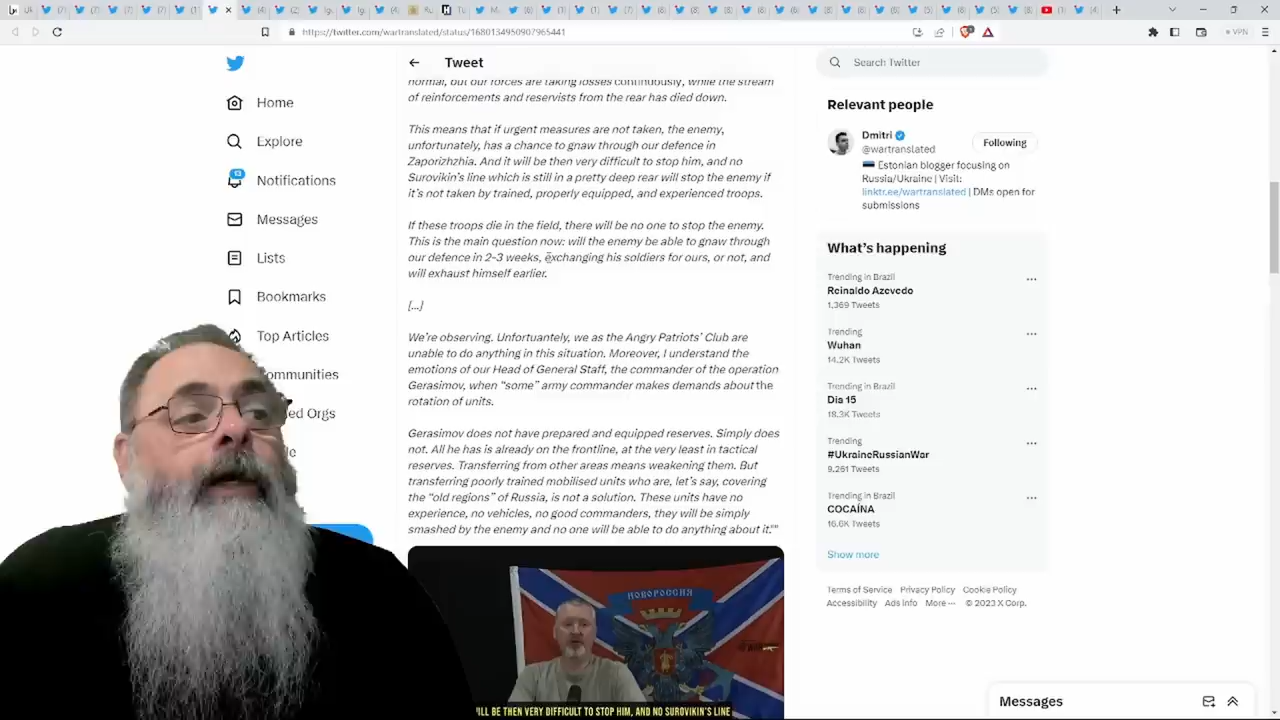 https://twitter.com/wartranslated/status/1680134950907965441
VPN
Home
Explore
Notifications
Messages
Lists
Bookmarks
Top Articles
ommunities
ed Orgs
Tweet
normal, but our forces are taking losses continuously, while the stream
of reinforcements and reservists from the rear has died down.
This means that if urgent measures are not taken, the enemy,
unfortunately, has a chance to gnaw through our defence in
Zaporizhzhia. And it will be then very difficult to stop him, and no
Surovikin's line which is still in a pretty deep rear will stop the enemy if
it's not taken by trained, properly equipped, and experienced troops.
If these troops die in the field, there will be no one to stop the enemy.
This is the main question now: will the enemy be able to gnaw through
our defence in 2-3 weeks, exchanging his soldiers for ours, or not, and
will exhaust himself earlier.
[...]
We're observing. Unfortunately, we as the Angry Patriots' Club are
unable to do anything in this situation. Moreover, I understand the
emotions of our Head of General Staff, the commander of the operation
Gerasimov, when "some" army commander makes demands about the
rotation of units.
Gerasimov does not have prepared and equipped reserves. Simply does
not. All he has is already on the frontline, at the very least in tactical
reserves. Transferring from other areas means weakening them. But
transferring poorly trained mobilised units who are, let's say, covering
the "old regions" of Russia, is not a solution. These units have no
experience, no vehicles, no good commanders, they will be simply
smashed by the enemy and no one will be able to do anything about it.""
НОВОРОССИЯ
'ILL BE THEN VERY DIFFICULT TO STOP HIM, AND NO SUROVIKIN'S LINE
Search Twitter
Relevant people
Dmitri
@wartranslated
Following
Estonian blogger focusing on
Russia/Ukraine | Visit:
linktr.ee/wartranslated | DMs open for
submissions
What's happening
Trending in Brazil
Reinaldo Azevedo
1,369 Tweets
Trending
Wuhan
14.2K Tweets
Trending in Brazil
Dia 15
18.3K Tweets
Trending
#UkraineRussianWar
9,261 Tweets
Trending in Brazil
COCAÍNA
16.6K Tweets
Show more
Terms of Service Privacy Policy Cookie Policy
Accessibility Ads info More ··· © 2023 X Corp.
Messages